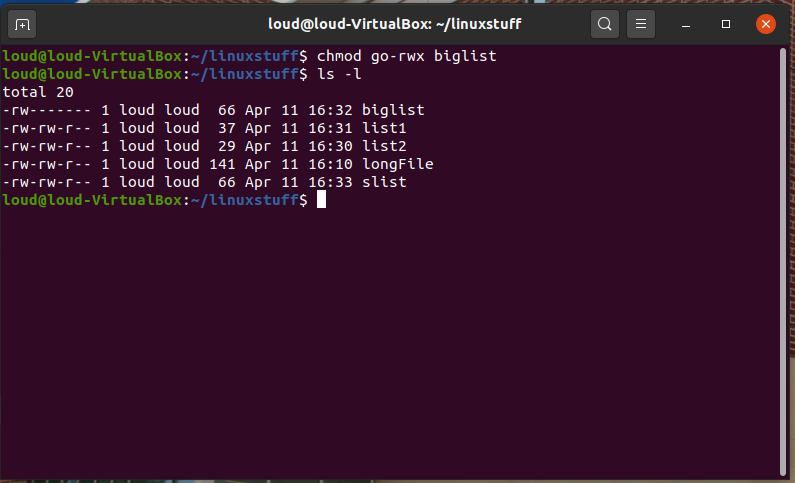 loud@loud-VirtualBox: ~/linuxstuff
loud@loud-VirtualBox:~/linuxstuff$ chmod go-rwx biglist
loud@loud-VirtualBox:~/linuxstuff$ ls -l
total 20
-rw------- 1 loud loud  66 Apr 11 16:32 biglist
-rw-rw-r-- 1 loud loud  37 Apr 11 16:31 list1
-rw-rw-r-- 1 loud loud  29 Apr 11 16:30 list2
-rw-rw-r-- 1 loud loud 141 Apr 11 16:10 longFile
-rw-rw-r-- 1 loud loud  66 Apr 11 16:33 slist
loud@loud-VirtualBox:~/linuxstuff$